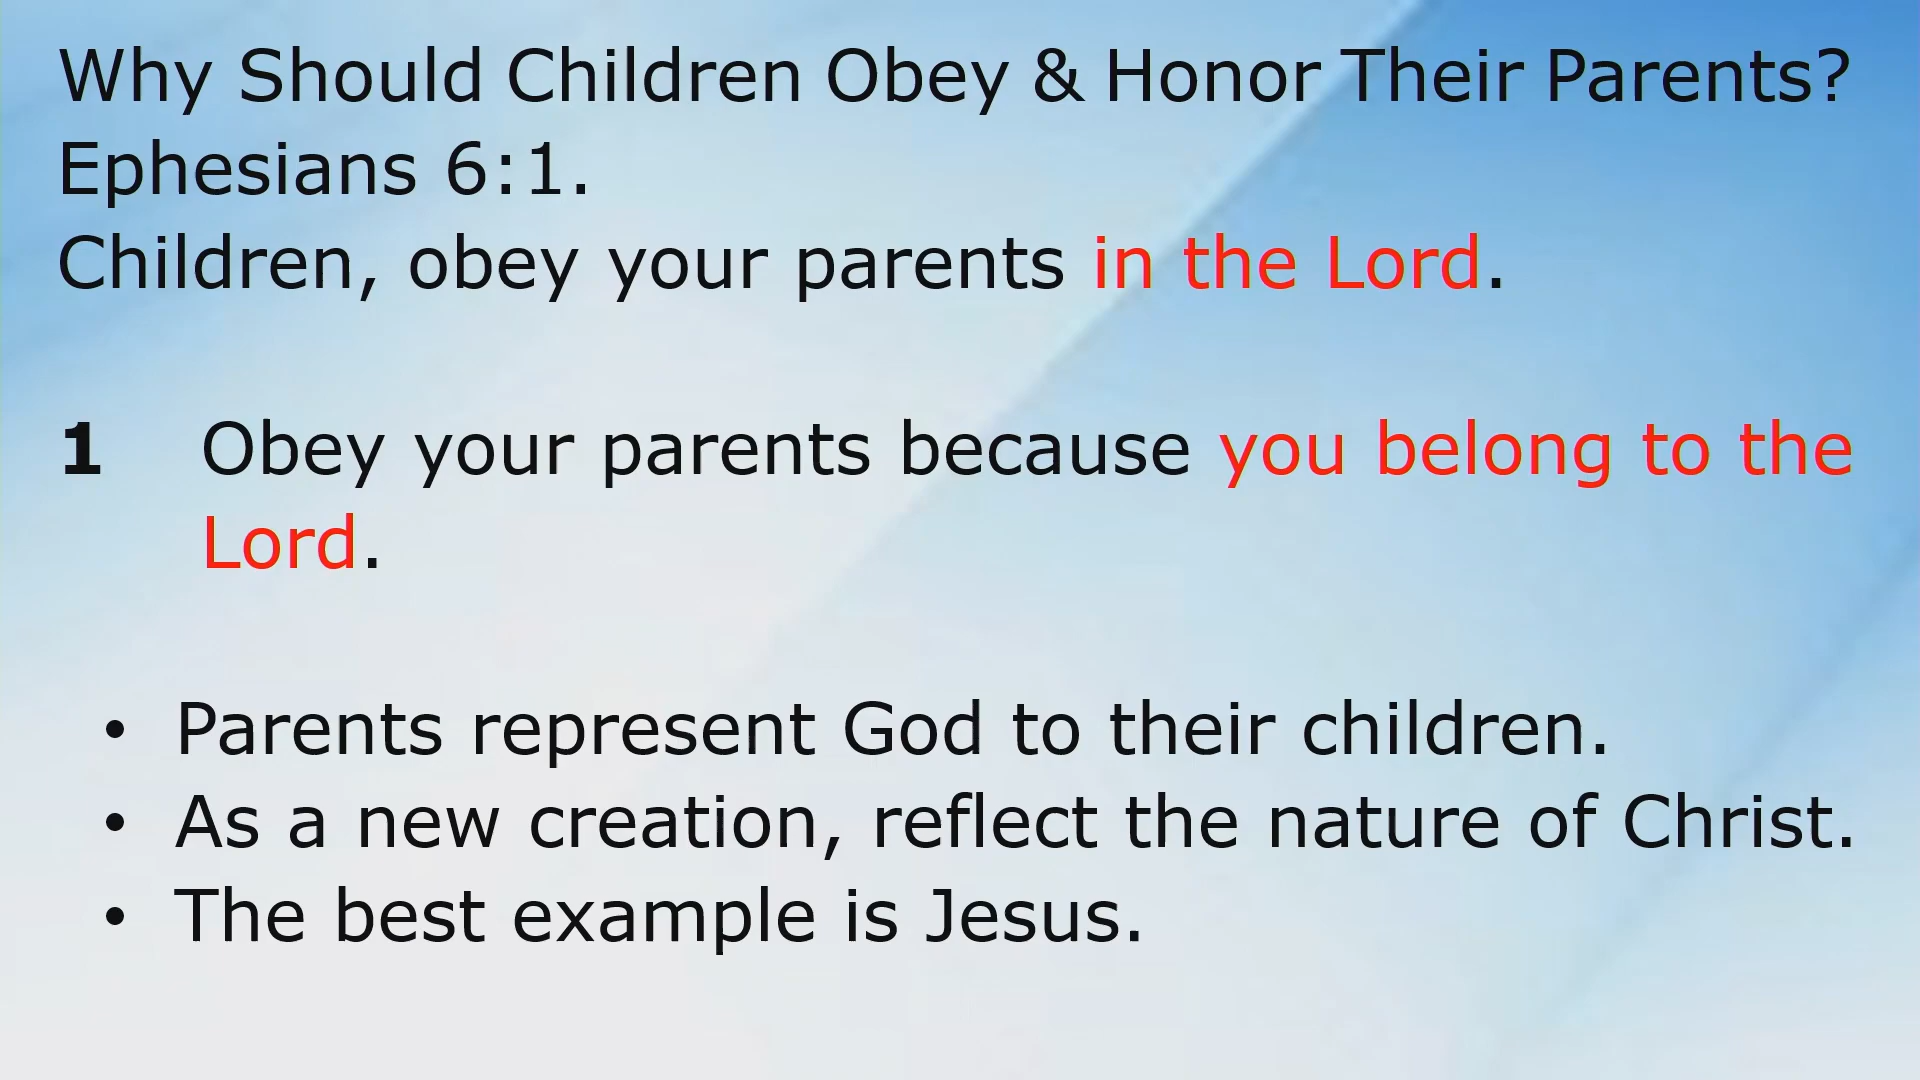 Why Should Children Obey & Honor Their Parents?
Ephesians 6:1.
Children, obey your parents in the Lord.
1 Obey your parents because you belong to the
Lord.
• Parents represent God to their children.
• As a new creation, reflect the nature of Christ.
• The best example is Jesus.